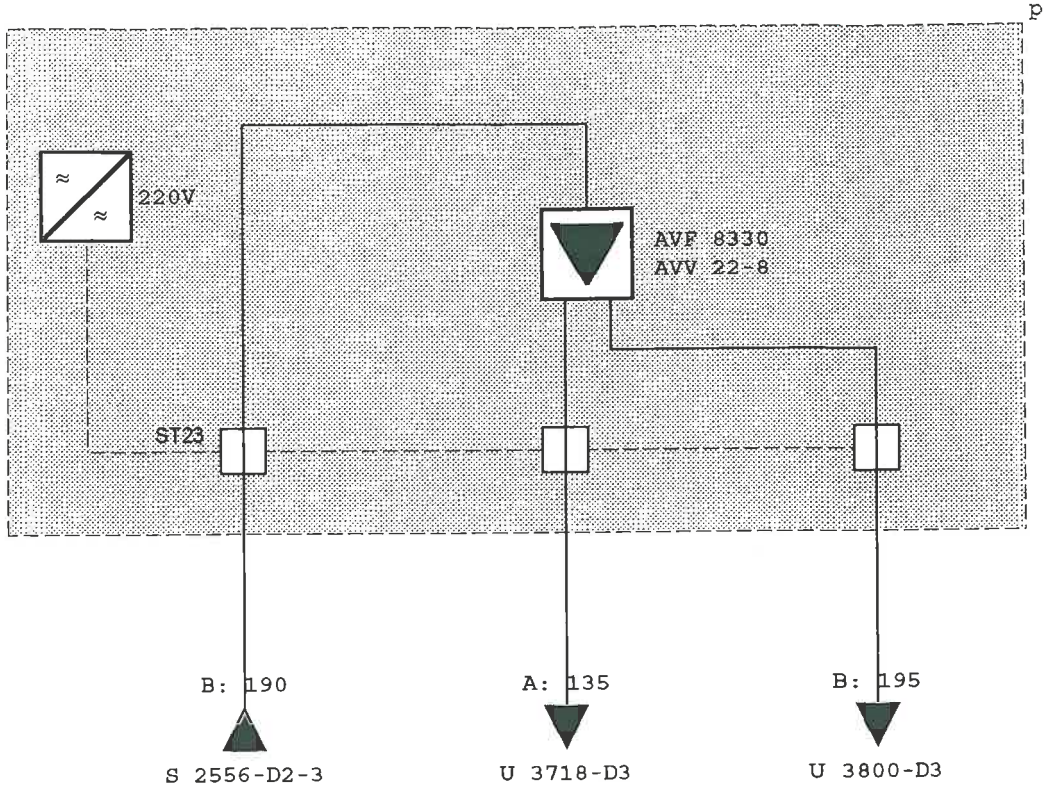 p
220V
AVF 8330
AVV 22-8
ST23
B: 190
A: 135
B: 195
S 2556-D2-3
U 3718-D3
U 3800-D3